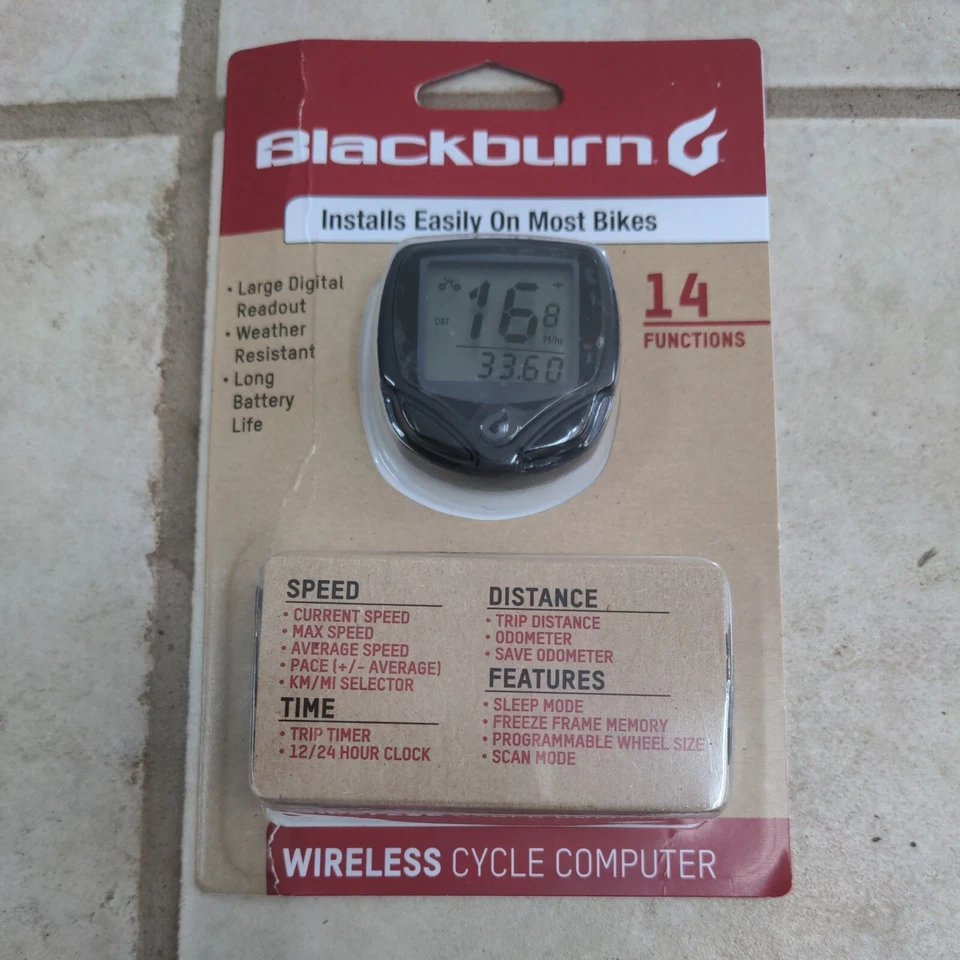 Blackburn
Installs Easily On Most Bikes
• Large Digital
Readout
• Weather
Resistant
• Long
Battery
Life
14
FUNCTIONS
168
DST
M/hr
33.60
SPEED
• CURRENT SPEED
• MAX SPEED
• AVERAGE SPEED
• PACE (+/- AVERAGE)
• KM/MI SELECTOR
TIME
• TRIP TIMER
• 12/24 HOUR CLOCK
DISTANCE
• TRIP DISTANCE
• ODOMETER
• SAVE ODOMETER
FEATURES
• SLEEP MODE
• FREEZE FRAME MEMORY
• PROGRAMMABLE WHEEL SIZE
• SCAN MODE
WIRELESS CYCLE COMPUTER